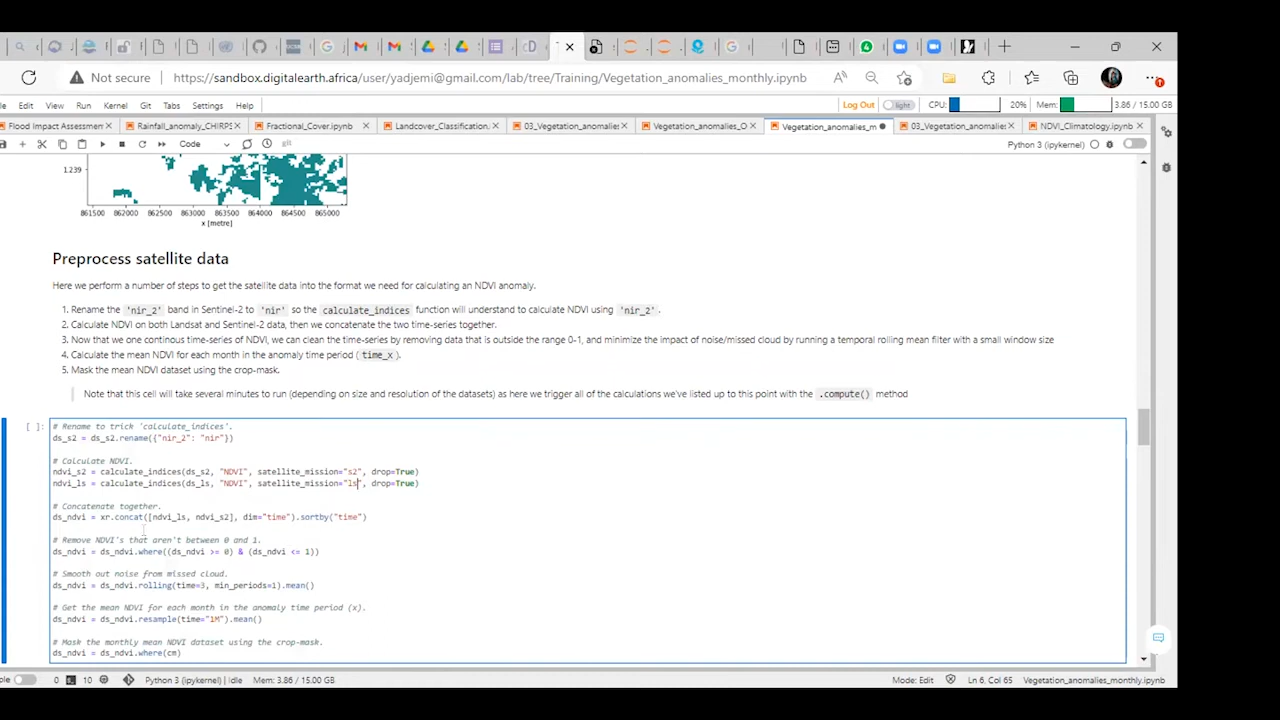 Not secure https://sandbox.digitalearth.africa/user/yadjemi@gmail.com/lab/tree/Training/Vegetation_anomalies_monthly.ipynb
le Edit View Run Kernel Git Tabs Settings Help Log Out light CPU: 20% Mem: 3.86 / 15.00 GB
Flood Impact Assessmen Rainfall_anomaly_CHIRPS Fractional_Cover.ipynb Landcover_Classification. 03_Vegetation_anomalies Vegetation_anomalies_O Vegetation_anomalies_m 03_Vegetation_anomalies NDVI_Climatology.ipynb
Code git Python 3 (ipykernel)
1.239
861500 862000 862500 863000 863500 864000 864500 865000
x [metre]
Preprocess satellite data
Here we perform a number of steps to get the satellite data into the format we need for calculating an NDVI anomaly.
1. Rename the 'nir_2' band in Sentinel-2 to 'nir' so the calculate_indices function will understand to calculate NDVI using 'nir_2'.
2. Calculate NDVI on both Landsat and Sentinel-2 data, then we concatenate the two time-series together.
3. Now that we one continous time-series of NDVI, we can clean the time-series by removing data that is outside the range 0-1, and minimize the impact of noise/missed cloud by running a temporal rolling mean filter with a small window size
4. Calculate the mean NDVI for each month in the anomaly time period (time_x).
5. Mask the mean NDVI dataset using the crop-mask.
Note that this cell will take several minutes to run (depending on size and resolution of the datasets) as here we trigger all of the calculations we've listed up to this point with the .compute() method
[ ]: # Rename to trick 'calculate_indices'.
ds_s2 = ds_s2.rename({"nir_2": "nir"})
# Calculate NDVI.
ndvi_s2 = calculate_indices(ds_s2, "NDVI", satellite_mission="s2", drop=True)
ndvi_ls = calculate_indices(ds_ls, "NDVI", satellite_mission="ls", drop=True)
# Concatenate together.
ds_ndvi = xr.concat([ndvi_ls, ndvi_s2], dim="time").sortby("time")
# Remove NDVI's that aren't between 0 and 1.
ds_ndvi = ds_ndvi.where((ds_ndvi >= 0) & (ds_ndvi <= 1))
# Smooth out noise from missed cloud.
ds_ndvi = ds_ndvi.rolling(time=3, min_periods=1).mean()
# Get the mean NDVI for each month in the anomaly time period (x).
ds_ndvi = ds_ndvi.resample(time="1M").mean()
# Mask the monthly mean NDVI dataset using the crop-mask.
ds_ndvi = ds_ndvi.where(cm)
ple 0 10 Python 3 (ipykernel) | Idle Mem: 3.86 / 15.00 GB Mode: Edit Ln 6, Col 65 Vegetation_anomalies_monthly.ipynb